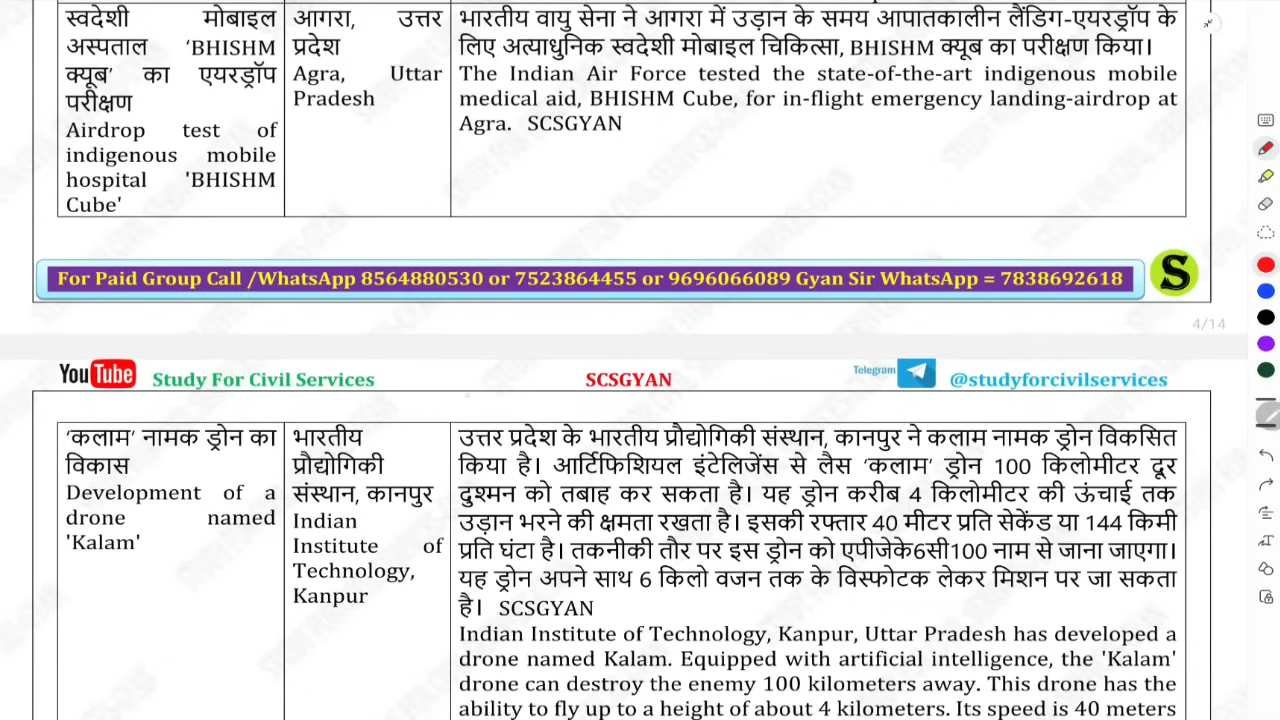 स्वदेशी मोबाइल
अस्पताल ‘BHISHM
क्यूब’ का एयरड्रॉप
परीक्षण
Airdrop test of
indigenous mobile
hospital 'BHISHM
Cube'
आगरा, उत्तर
प्रदेश
Agra, Uttar
Pradesh
भारतीय वायु सेना ने आगरा में उड़ान के समय आपातकालीन लैंडिग-एयरड्रॉप के
लिए अत्याधुनिक स्वदेशी मोबाइल चिकित्सा, BHISHM क्यूब का परीक्षण किया।
The Indian Air Force tested the state-of-the-art indigenous mobile
medical aid, BHISHM Cube, for in-flight emergency landing-airdrop at
Agra. SCSGYAN
For Paid Group Call /WhatsApp 8564880530 or 7523864455 or 9696066089 Gyan Sir WhatsApp = 7838692618
S
4/14
YouTube Study For Civil Services SCSGYAN Telegram @studyforcivilservices
‘कलाम’ नामक ड्रोन का
विकास
Development of a
drone named
'Kalam'
भारतीय
प्रौद्योगिकी
संस्थान, कानपुर
Indian
Institute of
Technology,
Kanpur
उत्तर प्रदेश के भारतीय प्रौद्योगिकी संस्थान, कानपुर ने कलाम नामक ड्रोन विकसित
किया है। आर्टिफिशियल इंटेलिजेंस से लैस ‘कलाम’ ड्रोन 100 किलोमीटर दूर
दुश्मन को तबाह कर सकता है। यह ड्रोन करीब 4 किलोमीटर की ऊंचाई तक
उड़ान भरने की क्षमता रखता है। इसकी रफ्तार 40 मीटर प्रति सेकेंड या 144 किमी
प्रति घंटा है। तकनीकी तौर पर इस ड्रोन को एपीजेके6सी100 नाम से जाना जाएगा।
यह ड्रोन अपने साथ 6 किलो वजन तक के विस्फोटक लेकर मिशन पर जा सकता
है। SCSGYAN
Indian Institute of Technology, Kanpur, Uttar Pradesh has developed a
drone named Kalam. Equipped with artificial intelligence, the 'Kalam'
drone can destroy the enemy 100 kilometers away. This drone has the
ability to fly up to a height of about 4 kilometers. Its speed is 40 meters